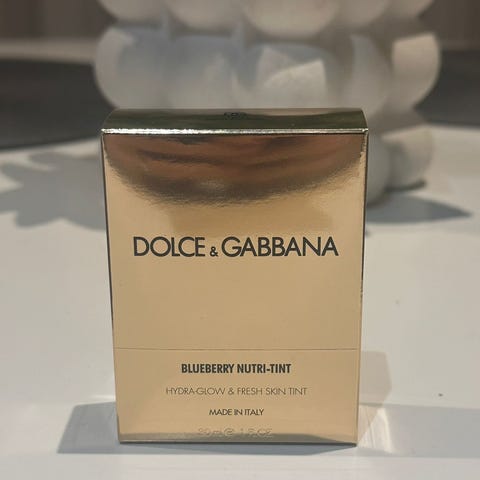 DOLCE & GABBANA
BLUEBERRY NUTRI-TINT
HYDRA-GLOW & FRESH SKIN TINT
MADE IN ITALY